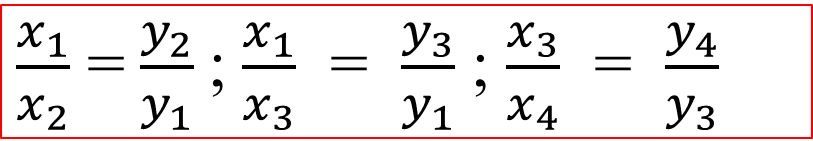 x₁/x₂ = y₂/y₁ ; x₁/x₃ = y₃/y₁ ; x₃/x₄ = y₄/y₃